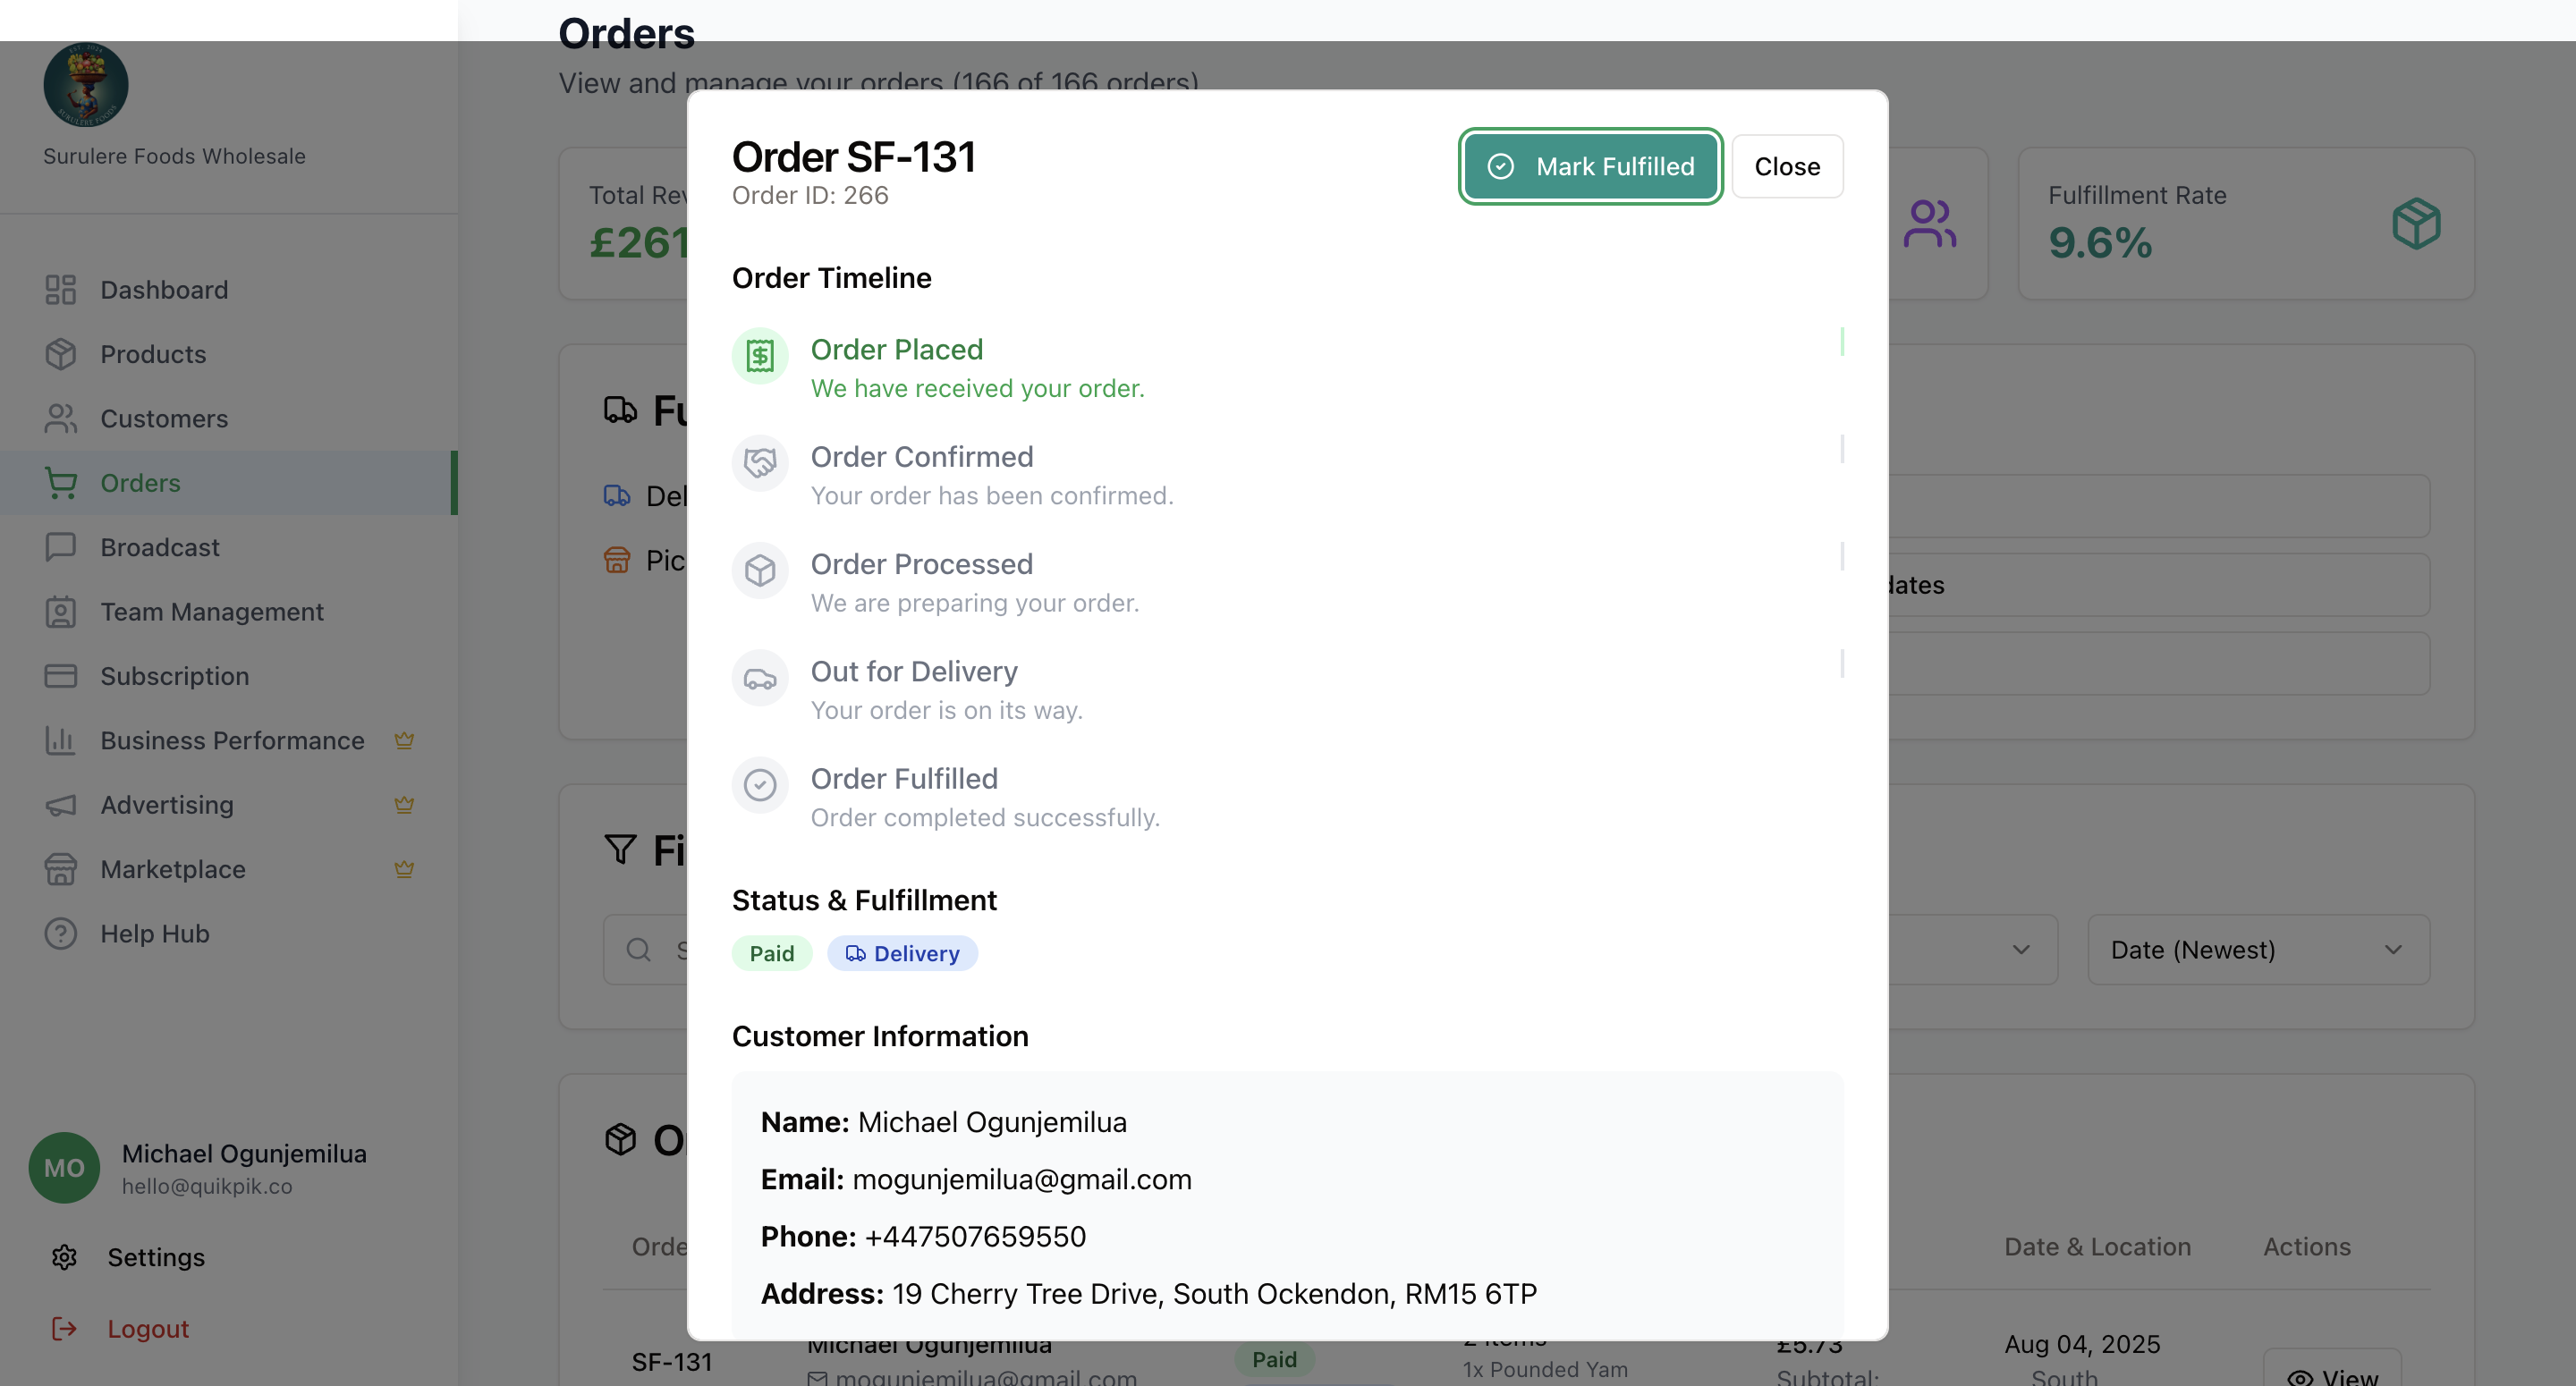 Surulere Foods Wholesale
Dashboard
Products
Customers
Orders
Broadcast
Team Management
Subscription
Business Performance
Advertising
Marketplace
Help Hub
MO
Michael Ogunjemilua
hello@quikpik.co
Settings
Logout
Orders
View and manage your orders (166 of 166 orders)
Total Rev
£261
Fulfillment Rate
9.6%
Fu
Del
Pic
dates
Fi
S
Date (Newest)
Or
Orde
Date & Location
Actions
SF-131
Michael Ogunjemilua
mogunjemilua@gmail.com
Paid
2 items
1x Pounded Yam
£5.73
Subtotal:
Aug 04, 2025
South
View
Order SF-131
Order ID: 266
Mark Fulfilled
Close
Order Timeline
Order Placed
We have received your order.
Order Confirmed
Your order has been confirmed.
Order Processed
We are preparing your order.
Out for Delivery
Your order is on its way.
Order Fulfilled
Order completed successfully.
Status & Fulfillment
Paid
Delivery
Customer Information
Name: Michael Ogunjemilua
Email: mogunjemilua@gmail.com
Phone: +447507659550
Address: 19 Cherry Tree Drive, South Ockendon, RM15 6TP